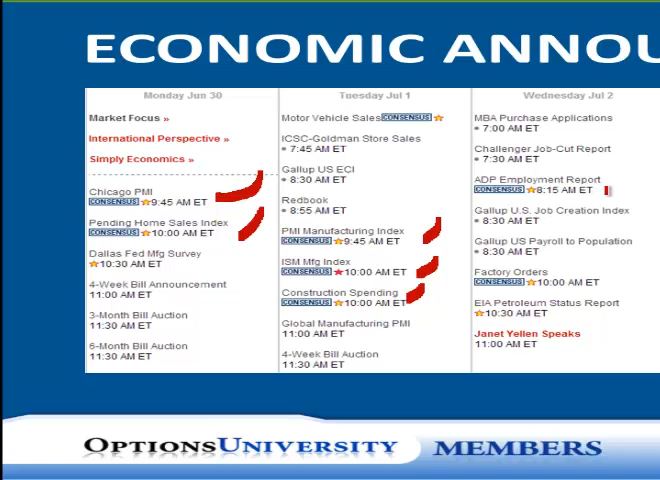 ECONOMIC ANNOU
Monday Jun 30
Market Focus »
International Perspective »
Simply Economics »
Chicago PMI
CONSENSUS 9:45 AM ET
Pending Home Sales Index
CONSENSUS 10:00 AM ET
Dallas Fed Mfg Survey
10:30 AM ET
4-Week Bill Announcement
11:00 AM ET
3-Month Bill Auction
11:30 AM ET
6-Month Bill Auction
11:30 AM ET
Tuesday Jul 1
Motor Vehicle Sales CONSENSUS
ICSC-Goldman Store Sales
7:45 AM ET
Gallup US ECI
8:30 AM ET
Redbook
8:55 AM ET
PMI Manufacturing Index
CONSENSUS 9:45 AM ET
ISM Mfg Index
CONSENSUS 10:00 AM ET
Construction Spending
CONSENSUS 10:00 AM ET
Global Manufacturing PMI
11:00 AM ET
4-Week Bill Auction
11:30 AM ET
Wednesday Jul 2
MBA Purchase Applications
7:00 AM ET
Challenger Job-Cut Report
7:30 AM ET
ADP Employment Report
CONSENSUS 8:15 AM ET
Gallup U.S. Job Creation Index
8:30 AM ET
Gallup US Payroll to Population
8:30 AM ET
Factory Orders
CONSENSUS 10:00 AM ET
EIA Petroleum Status Report
10:30 AM ET
Janet Yellen Speaks
11:00 AM ET
OPTIONSUNIVERSITY MEMBERS